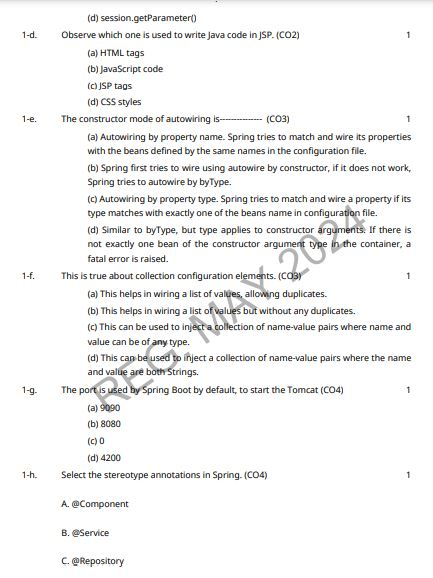 (d) session.getParameter()
1-d. Observe which one is used to write Java code in JSP. (CO2) 1
(a) HTML tags
(b) JavaScript code
(c) JSP tags
(d) CSS styles
1-e. The constructor mode of autowiring is--------------- (CO3) 1
(a) Autowiring by property name. Spring tries to match and wire its properties
with the beans defined by the same names in the configuration file.
(b) Spring first tries to wire using autowire by constructor, if it does not work,
Spring tries to autowire by byType.
(c) Autowiring by property type. Spring tries to match and wire a property if its
type matches with exactly one of the beans name in configuration file.
(d) Similar to byType, but type applies to constructor arguments. If there is
not exactly one bean of the constructor argument type in the container, a
fatal error is raised.
1-f. This is true about collection configuration elements. (CO3) 1
(a) This helps in wiring a list of values, allowing duplicates.
(b) This helps in wiring a list of values but without any duplicates.
(c) This can be used to inject a collection of name-value pairs where name and
value can be of any type.
(d) This can be used to inject a collection of name-value pairs where the name
and value are both Strings.
1-g. The port is used by Spring Boot by default, to start the Tomcat (CO4) 1
(a) 9090
(b) 8080
(c) 0
(d) 4200
1-h. Select the stereotype annotations in Spring. (CO4) 1
A. @Component
B. @Service
C. @Repository
REG. MAY 2024